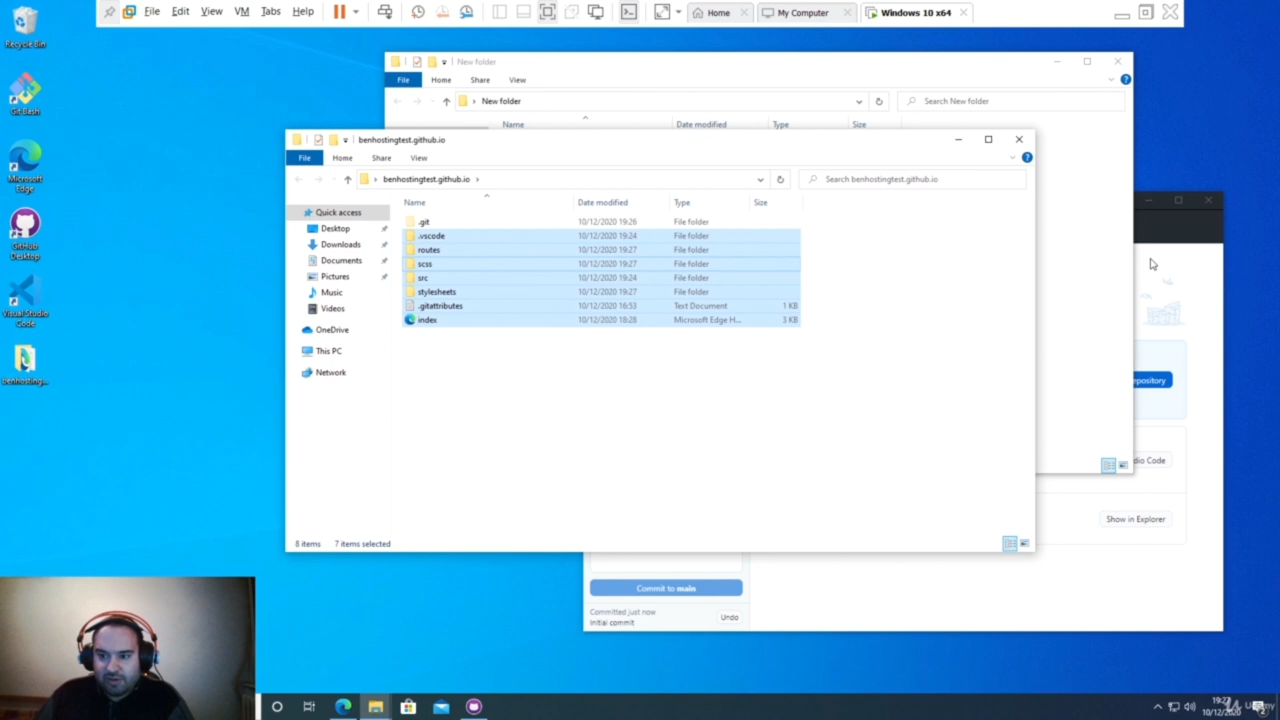 File Edit View VM Tabs Help
Home
My Computer
Windows 10 x64
Recycle Bin
Git Bash
Microsoft
Edge
GitHub
Desktop
Visual Studio
Code
benhosting...
New folder
File Home Share View
New folder
Search New folder
Name Date modified Type Size
benhostingtest.github.io
File Home Share View
benhostingtest.github.io
Search benhostingtest.github.io
Name Date modified Type Size
Quick access
Desktop
Downloads
Documents
Pictures
Music
Videos
OneDrive
This PC
Network
.git 10/12/2020 19:26 File folder
.vscode 10/12/2020 19:24 File folder
routes 10/12/2020 19:27 File folder
scss 10/12/2020 19:27 File folder
src 10/12/2020 19:24 File folder
stylesheets 10/12/2020 19:27 File folder
.gitattributes 10/12/2020 16:53 Text Document 1 KB
index 10/12/2020 18:28 Microsoft Edge H... 3 KB
8 items 7 items selected
epository
dio Code
Show in Explorer
Commit to main
Committed just now
initial commit
Undo
Udemy